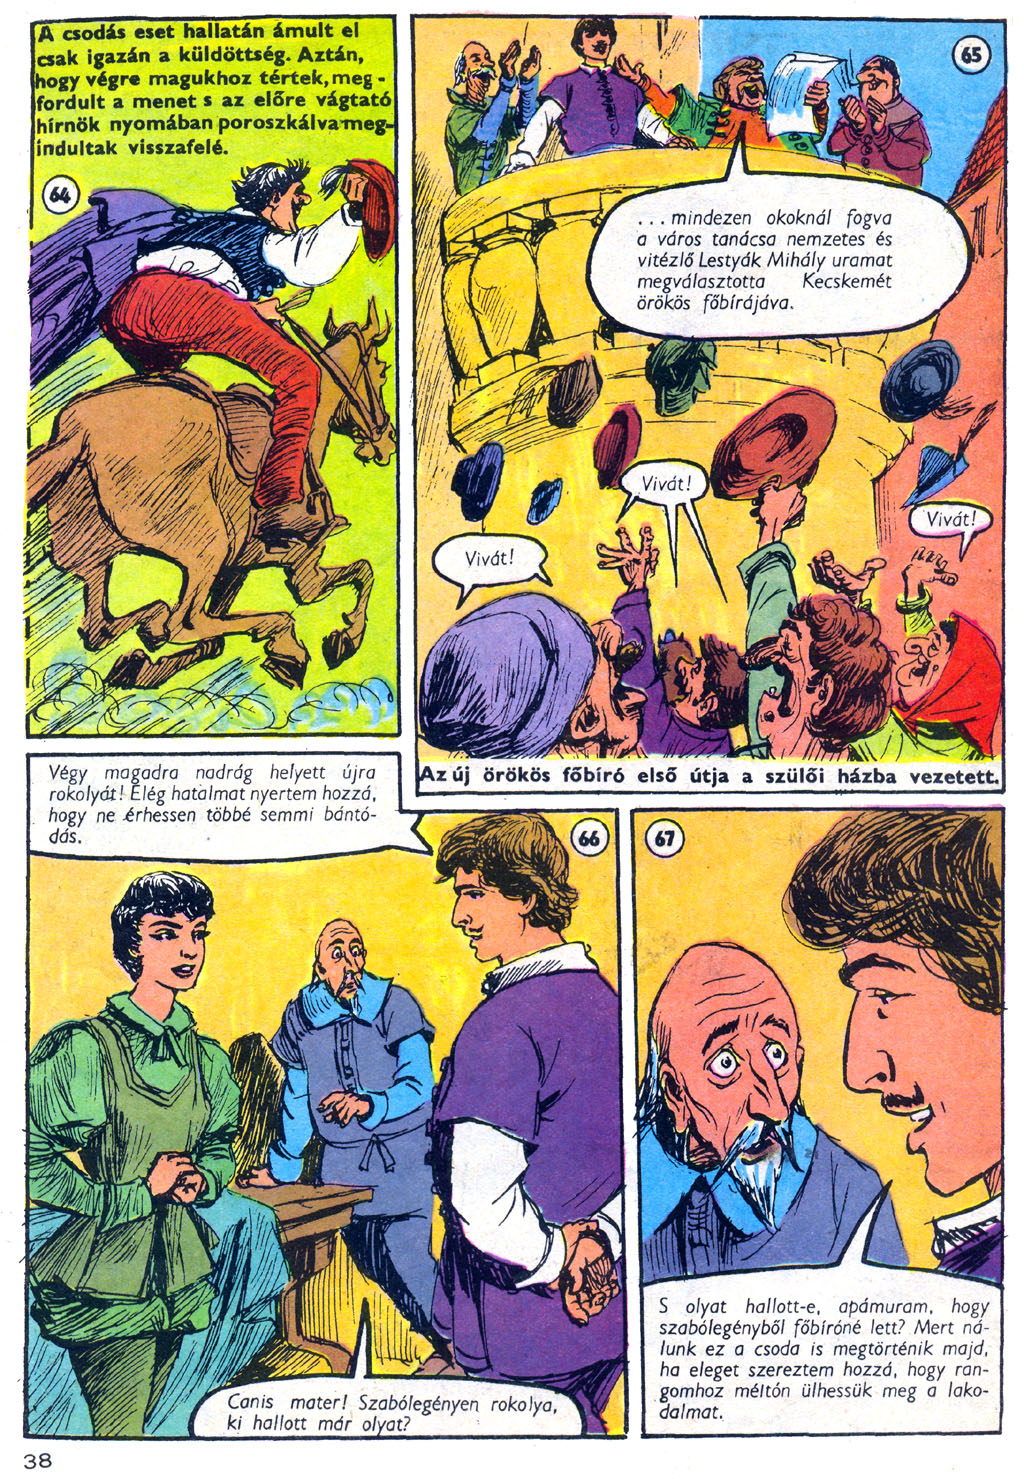 A csodás eset hallatán ámult el
csak igazán a küldöttség. Aztán,
hogy végre magukhoz tértek, meg-
fordult a menet s az előre vágtató
hírnök nyomában poroszkálva meg-
indultak visszafelé.
64
65
...mindezen okoknál fogva
a város tanácsa nemzetes és
vitézlő Lestyák Mihály uramat
megválasztotta Kecskemét
örökös főbírájáva.
Vivát!
Vivát!
Vivát!
Az új örökös főbíró első útja a szülői házba vezetett.
Végy magadra nadrág helyett újra
rokolyát! Elég hatalmat nyertem hozzá,
hogy ne érhessen többé semmi bántó-
dás.
66
Canis mater! Szabólegényen rokolya,
ki hallott már olyat?
67
S olyat hallott-e, apámuram, hogy
szabólegényből főbíróné lett? Mert ná-
lunk ez a csoda is megtörténik majd,
ha eleget szereztem hozzá, hogy ran-
gomhoz méltón ülhessük meg a lako-
dalmat.
38